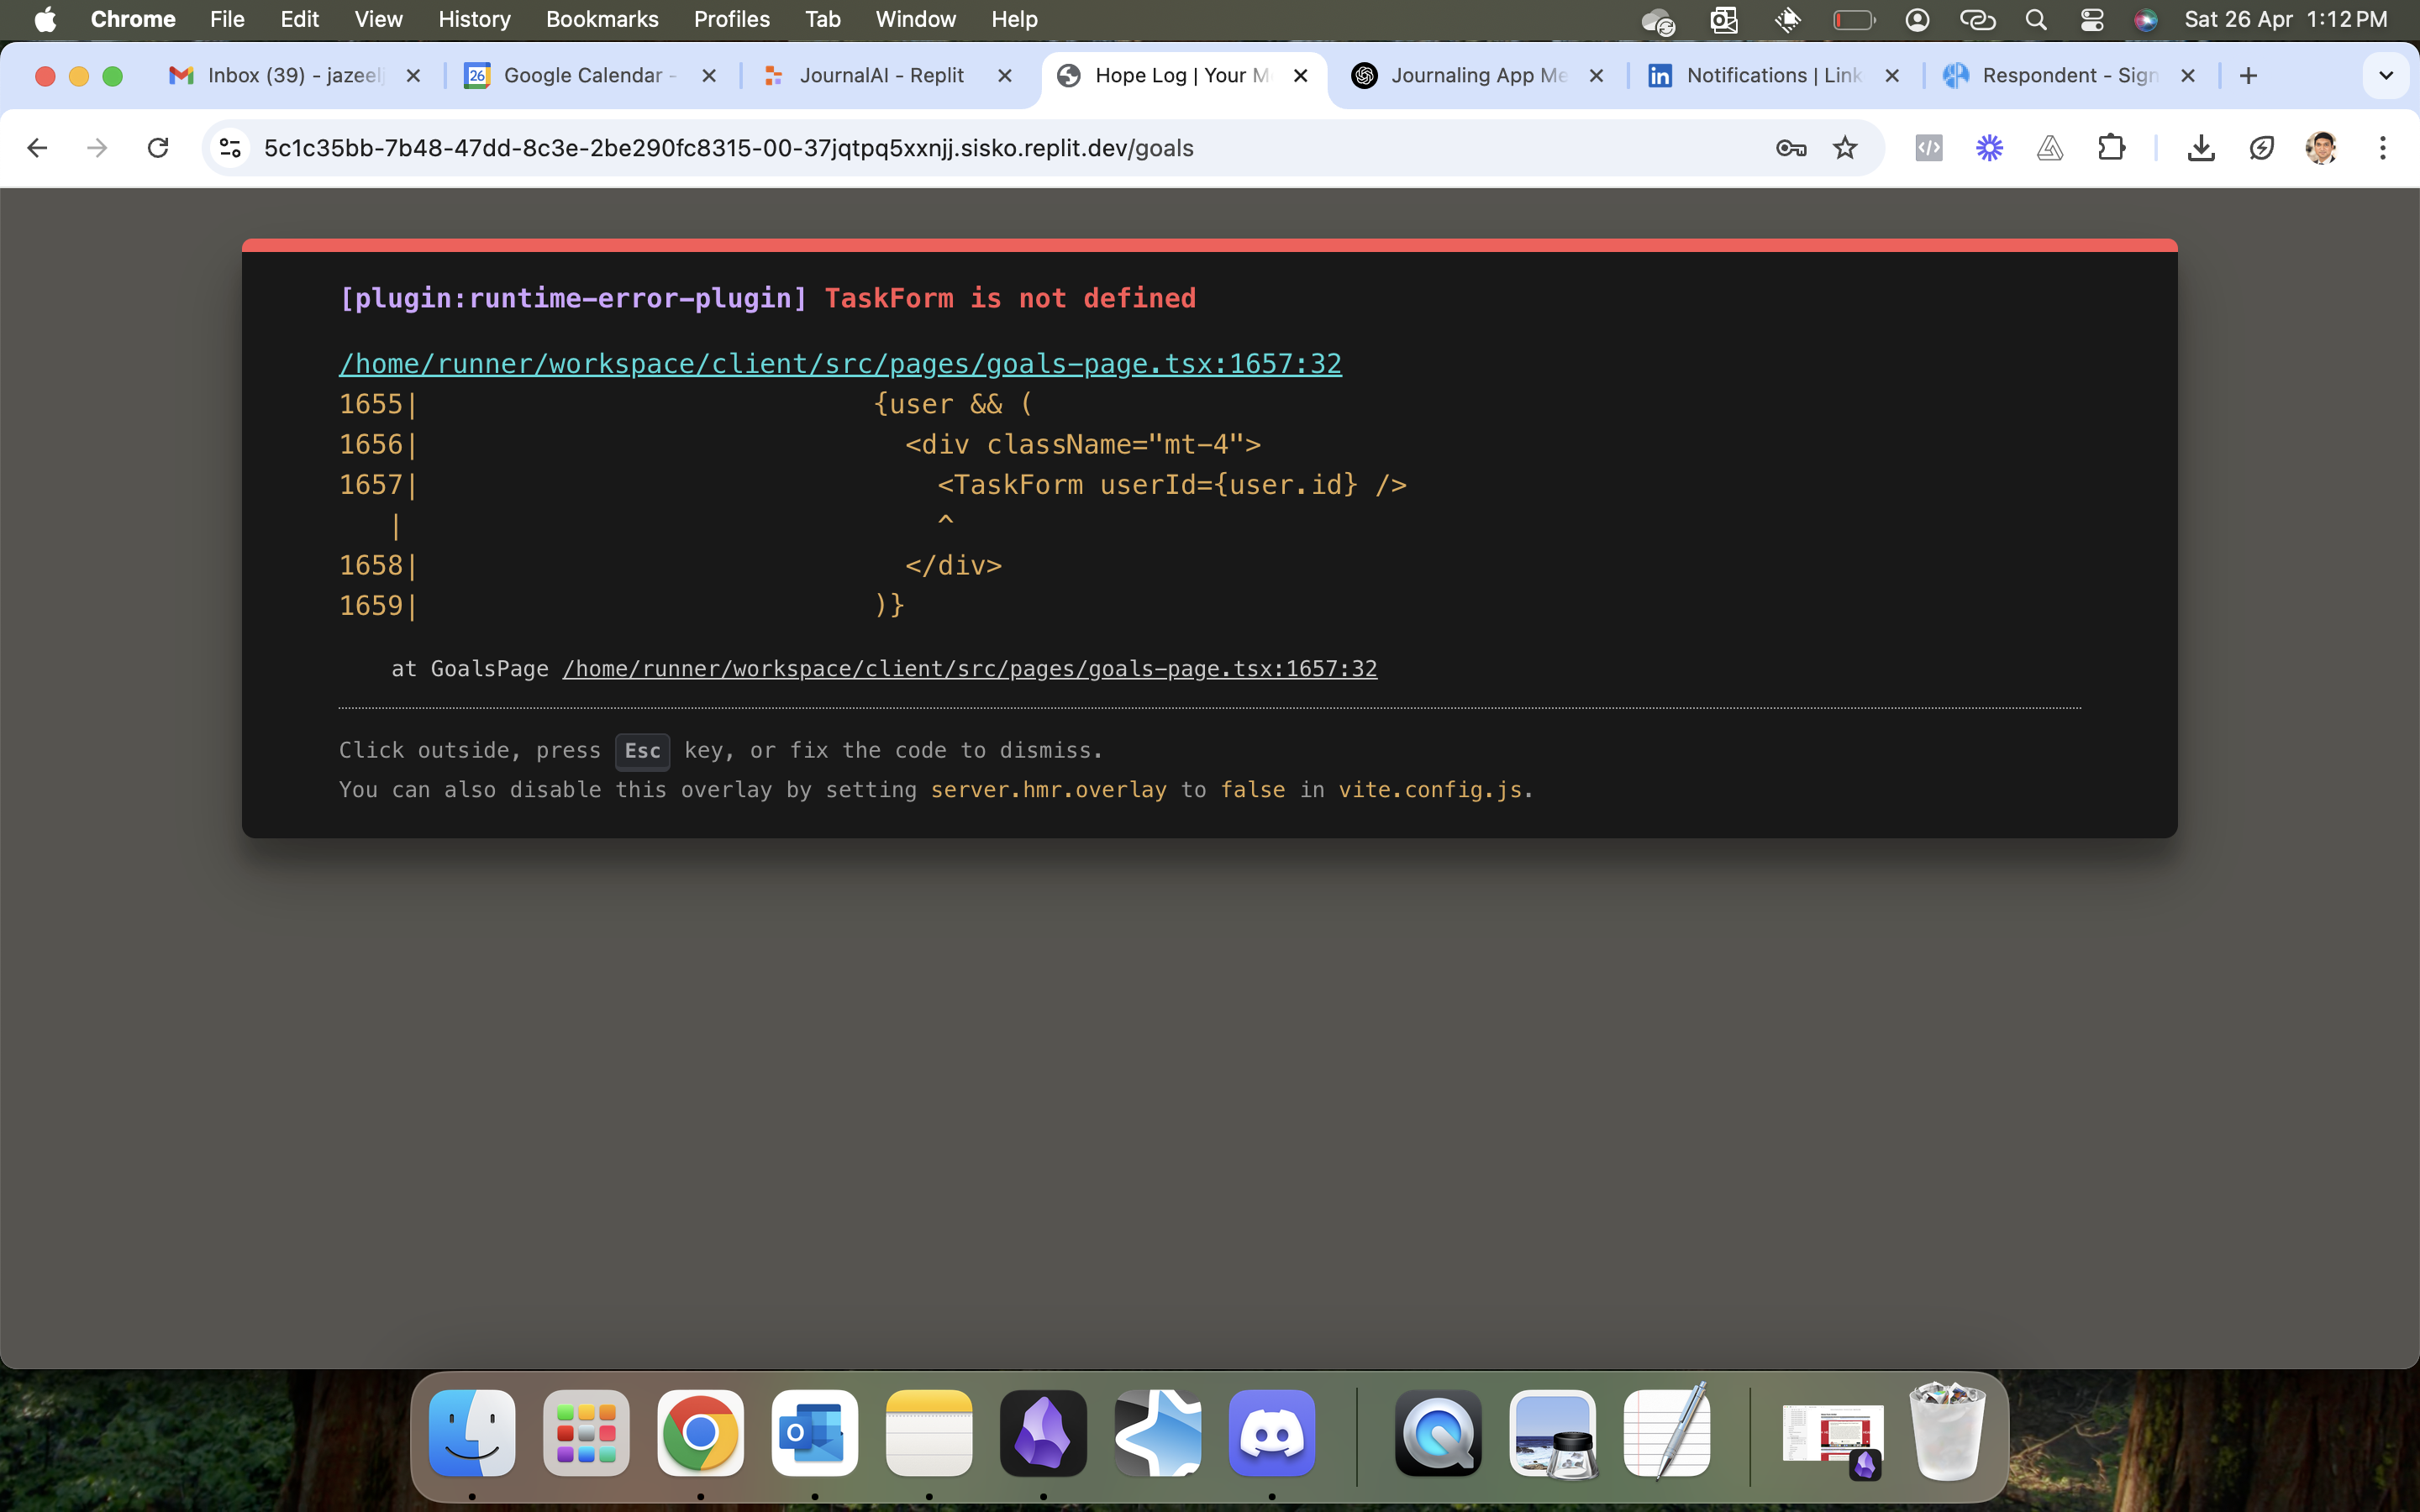 Chrome File Edit View History Bookmarks Profiles Tab Window Help Sat 26 Apr 1:12 PM
Inbox (39) - jazeelj 26 Google Calendar - JournalAI - Replit Hope Log | Your M Journaling App Me in Notifications | Link Respondent - Sign
5c1c35bb-7b48-47dd-8c3e-2be290fc8315-00-37jqtpq5xxnjj.sisko.replit.dev/goals
[plugin:runtime-error-plugin] TaskForm is not defined
/home/runner/workspace/client/src/pages/goals-page.tsx:1657:32
1655| {user && (
1656| <div className="mt-4">
1657| <TaskForm userId={user.id} />
| ^
1658| </div>
1659| )}
at GoalsPage /home/runner/workspace/client/src/pages/goals-page.tsx:1657:32
Click outside, press Esc key, or fix the code to dismiss.
You can also disable this overlay by setting server.hmr.overlay to false in vite.config.js.